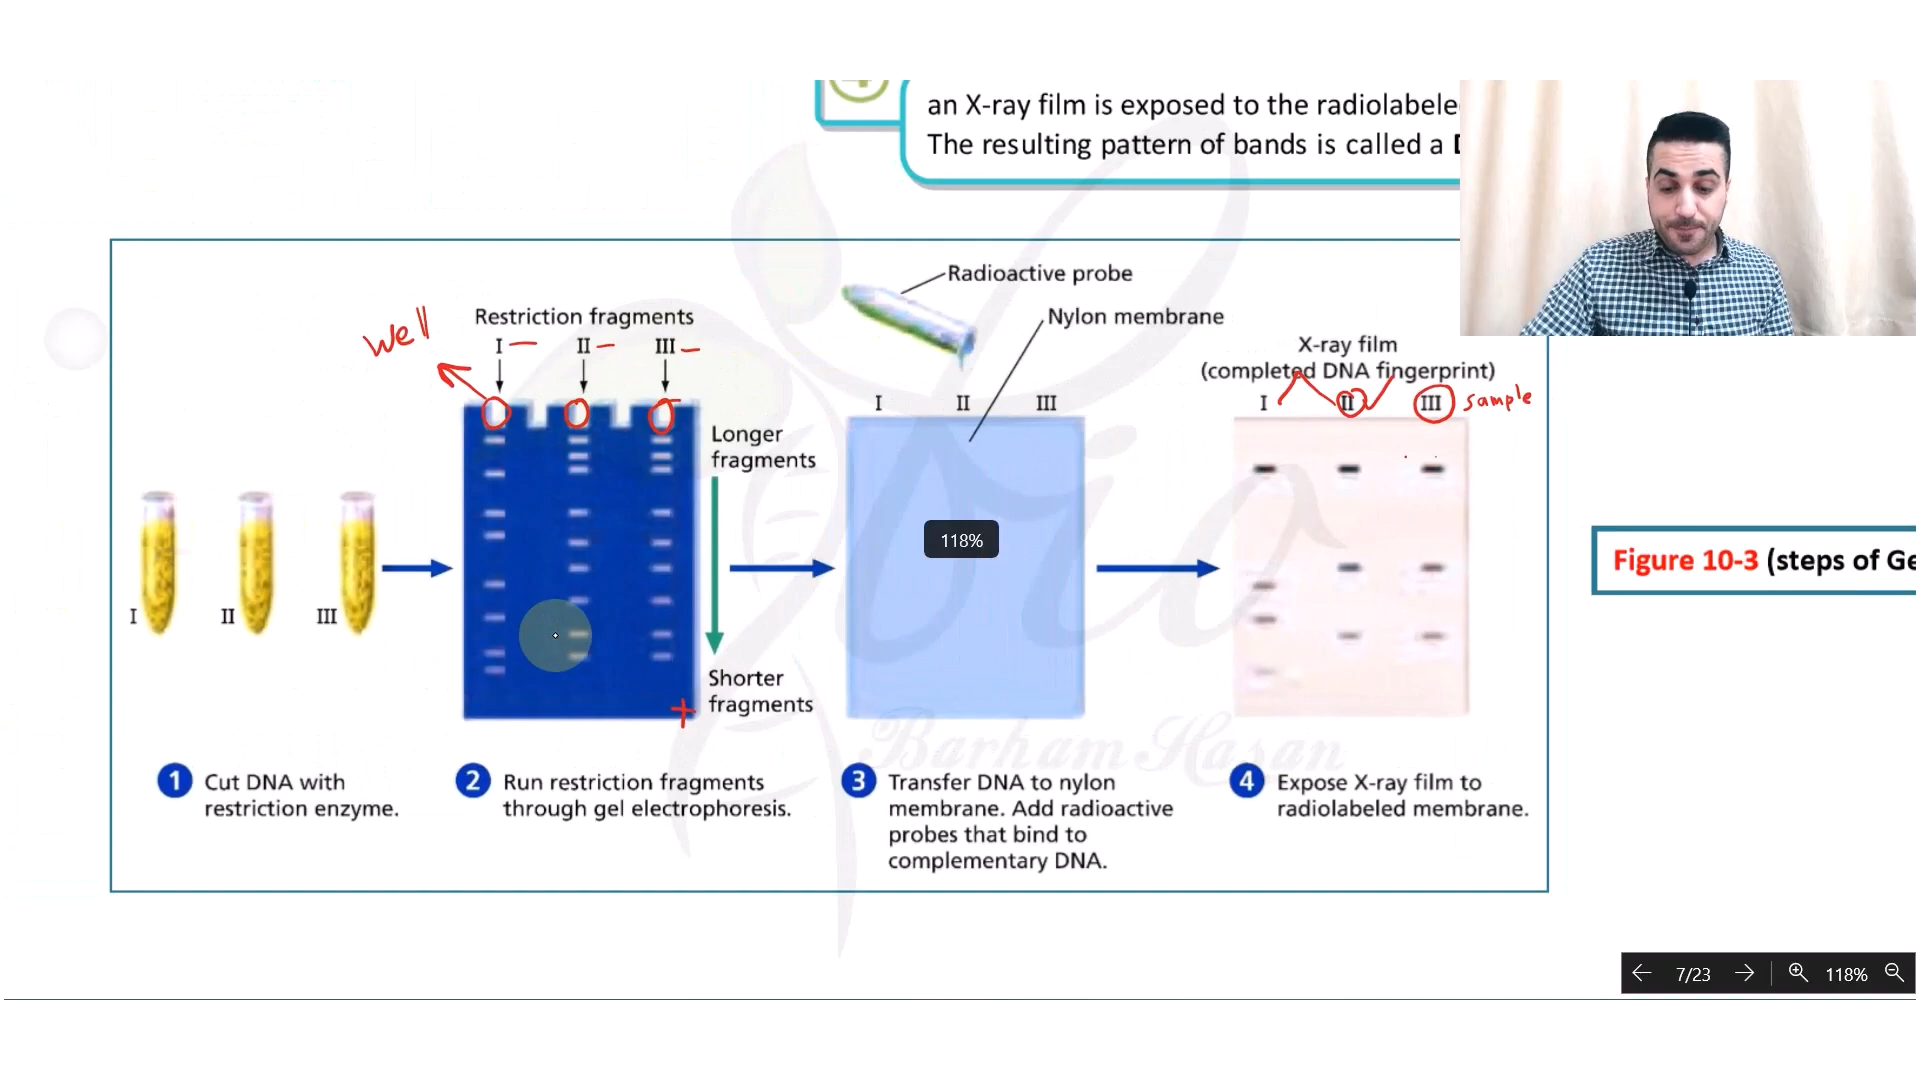 an X-ray film is exposed to the radiolabele
The resulting pattern of bands is called a
Radioactive probe
Nylon membrane
well
Restriction fragments
I II III
X-ray film
(completed DNA fingerprint)
I II III
I II III sample
Longer
fragments
I II III
118%
Shorter
fragments
+
Figure 10-3 (steps of Ge
Barham Hasan
1 Cut DNA with
restriction enzyme.
2 Run restriction fragments
through gel electrophoresis.
3 Transfer DNA to nylon
membrane. Add radioactive
probes that bind to
complementary DNA.
4 Expose X-ray film to
radiolabeled membrane.
7/23 118%